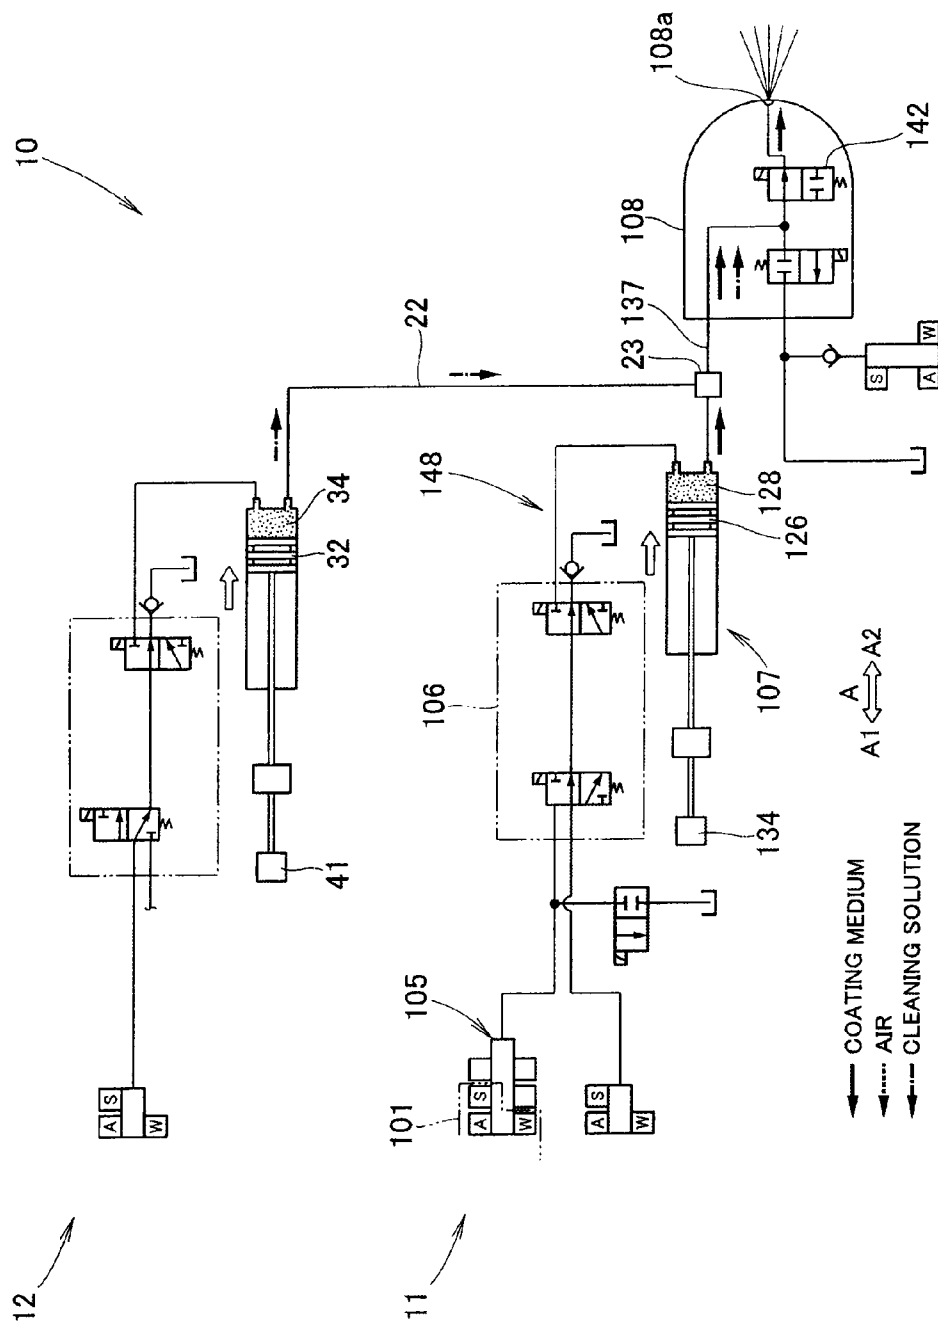 10
12
11
A
S
W
41
32
34
22
101
105
A
S
W
A
S
W
106
148
107
134
126
128
23
137
108
108a
142
S
A
W
A
A1
A2
COATING MEDIUM
AIR
CLEANING SOLUTION